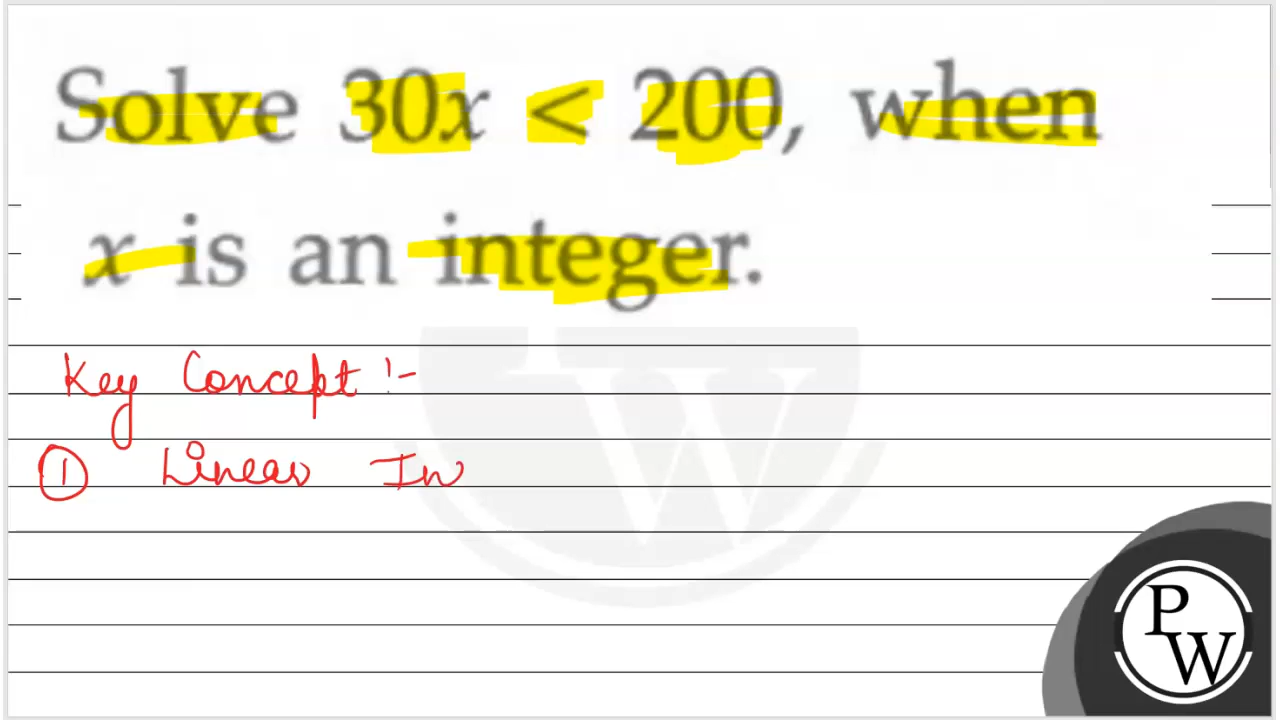 Solve 30x < 200, when
x is an integer.
Key Concept :-
① Linear In
PW